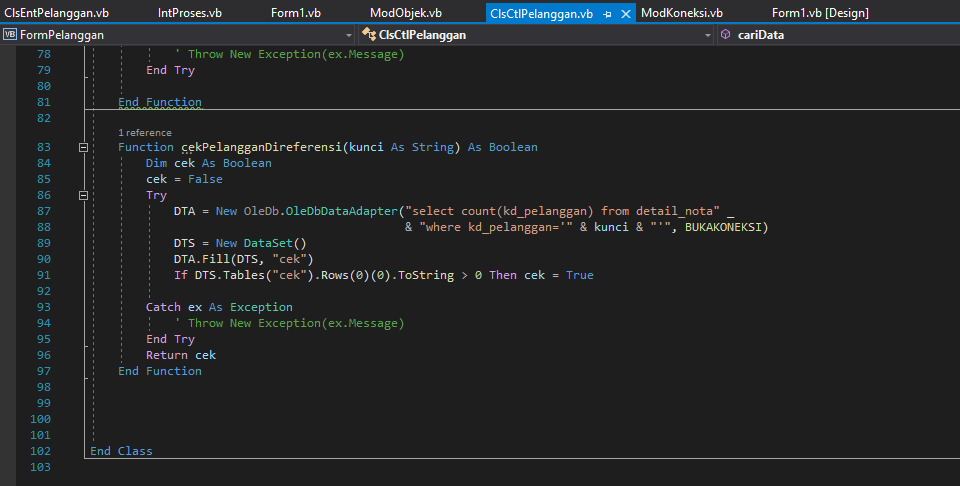 ClsEntPelanggan.vb IntProses.vb Form1.vb ModObjek.vb ClsCtlPelanggan.vb ModKoneksi.vb Form1.vb [Design]
VB FormPelanggan ClsCtlPelanggan cariData
78 ' Throw New Exception(ex.Message)
79 End Try
80
81 End Function
82
1 reference
83 Function cekPelangganDireferensi(kunci As String) As Boolean
84 Dim cek As Boolean
85 cek = False
86 Try
87 DTA = New OleDb.OleDbDataAdapter("select count(kd_pelanggan) from detail_nota" _
88 & "where kd_pelanggan='" & kunci & "'", BUKAKONEKSI)
89 DTS = New DataSet()
90 DTA.Fill(DTS, "cek")
91 If DTS.Tables("cek").Rows(0)(0).ToString > 0 Then cek = True
92
93 Catch ex As Exception
94 ' Throw New Exception(ex.Message)
95 End Try
96 Return cek
97 End Function
98
99
100
101
102 End Class
103